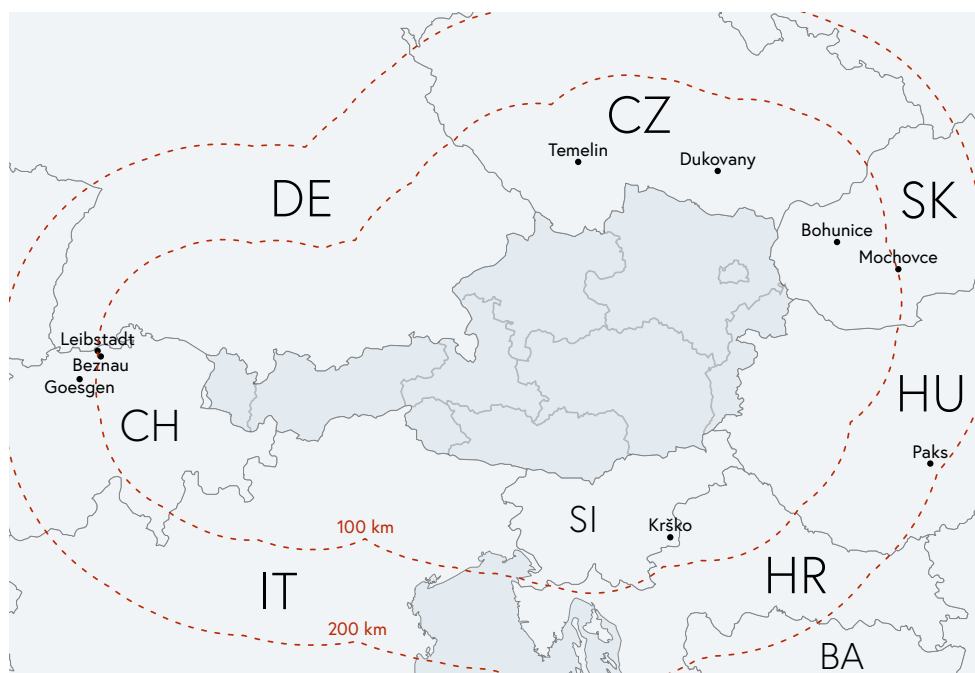 CZ
Temelin
Dukovany
DE
SK
Bohunice
Mochovce
Leibstadt
Beznau
Goesgen
CH
HU
Paks
SI
Krško
100 km
HR
IT
200 km
BA